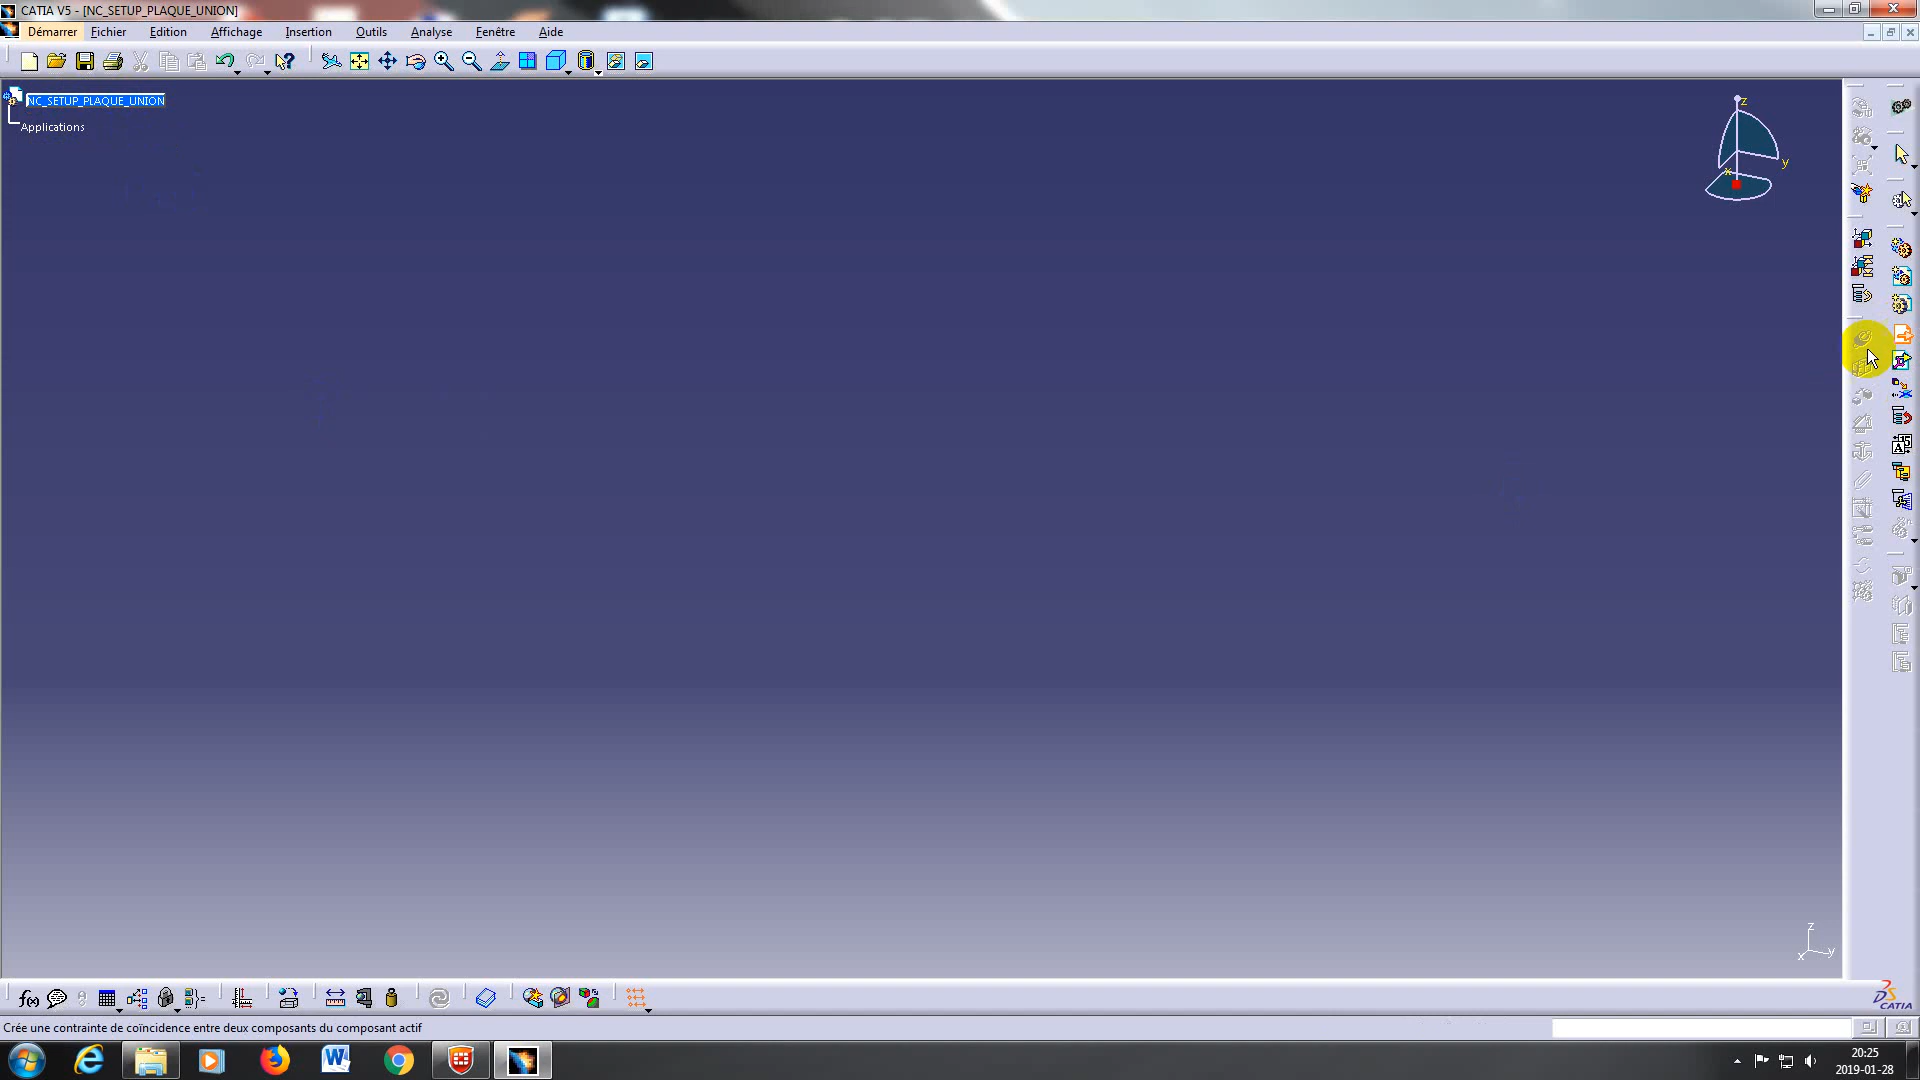 CATIA V5 - [NC_SETUP_PLAQUE_UNION]
Démarrer Fichier Edition Affichage Insertion Outils Analyse Fenêtre Aide
NC_SETUP_PLAQUE_UNION
Applications
z
y
x
z
x y
f(x)
CATIA
Crée une contrainte de coïncidence entre deux composants du composant actif
20:25
2019-01-28